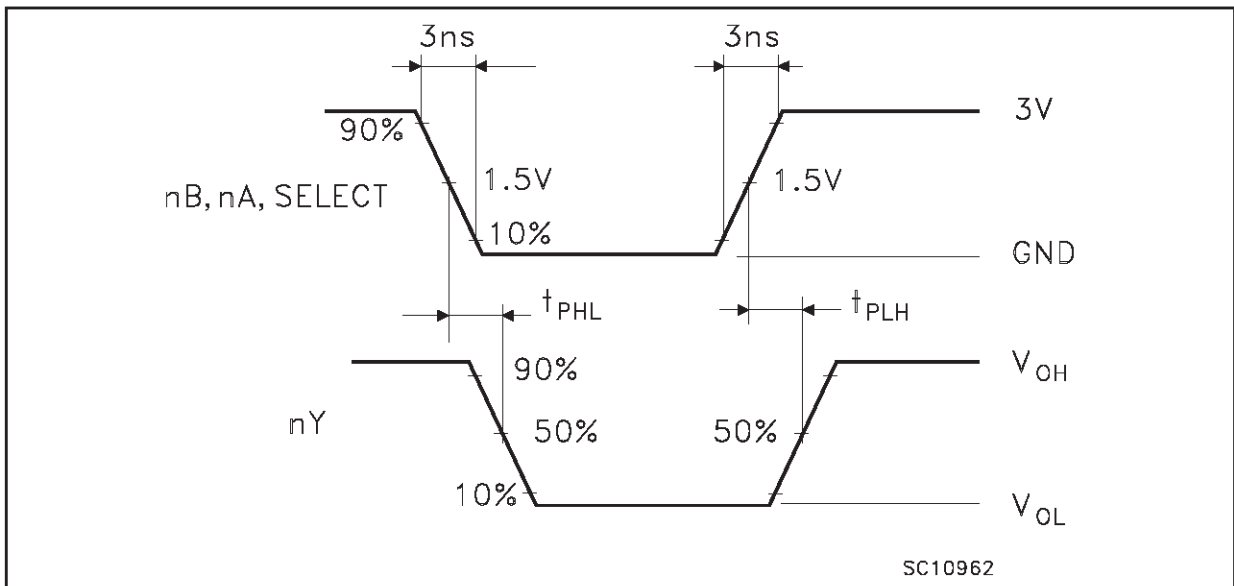 3ns 3ns
3V
90%
nB, nA, SELECT 1.5V 1.5V
10%
GND
tPHL tPLH
90% VOH
nY 50% 50%
10%
VOL
SC10962